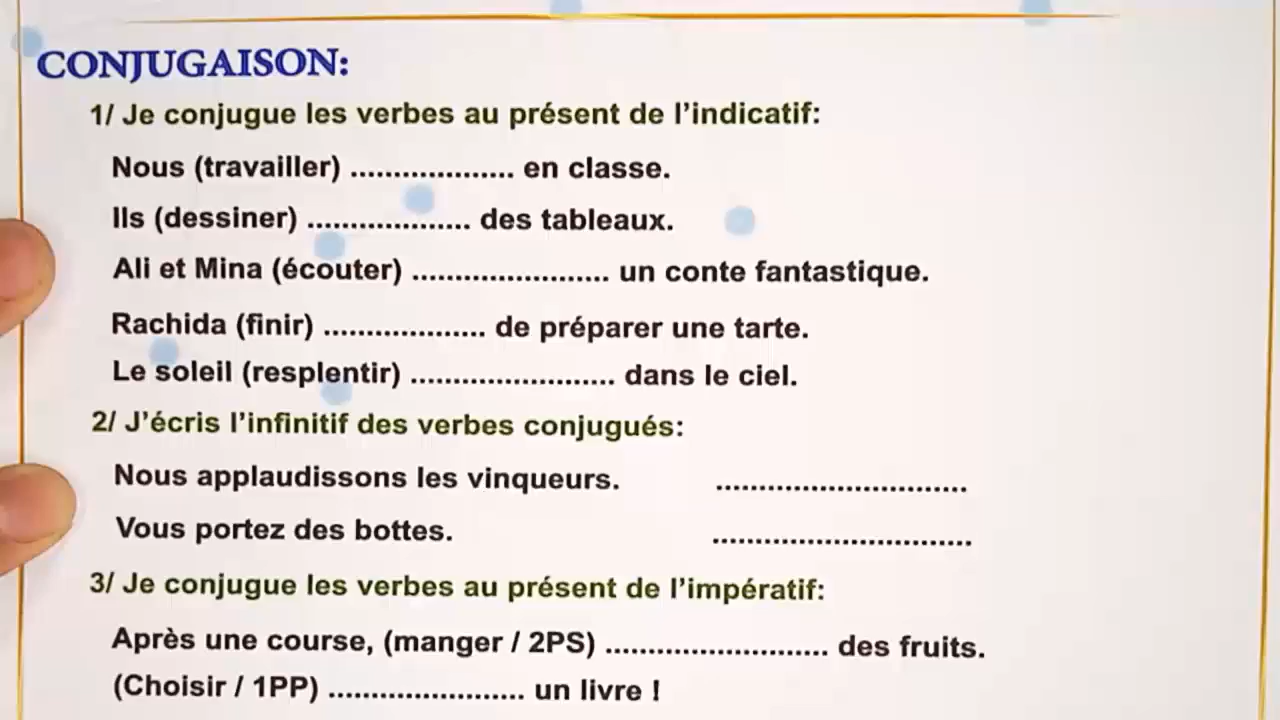 CONJUGAISON:
1/ Je conjugue les verbes au présent de l'indicatif:
Nous (travailler) ................... en classe.
Ils (dessiner) ................... des tableaux.
Ali et Mina (écouter) ....................... un conte fantastique.
Rachida (finir) ................... de préparer une tarte.
Le soleil (resplentir) ........................ dans le ciel.
2/ J'écris l'infinitif des verbes conjugués:
Nous applaudissons les vinqueurs. .............................
Vous portez des bottes. ..............................
3/ Je conjugue les verbes au présent de l'impératif:
Après une course, (manger / 2PS) .......................... des fruits.
(Choisir / 1PP) ....................... un livre !